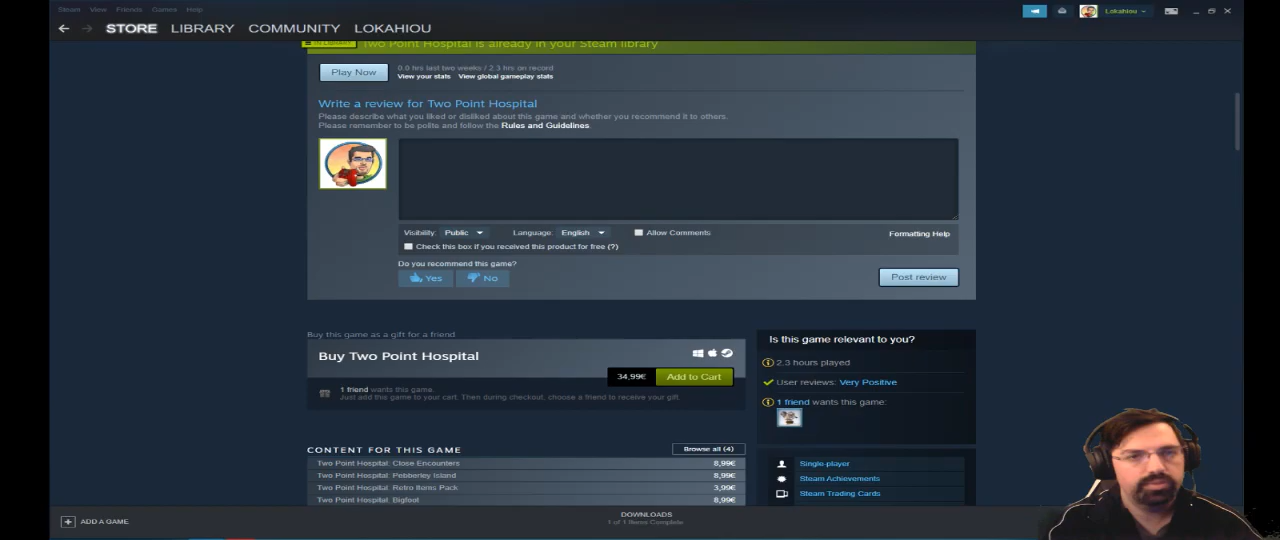 Steam View Friends Games Help
Lokahiou
STORE LIBRARY COMMUNITY LOKAHIOU
Two Point Hospital is already in your Steam library
Play Now
0.0 hrs last two weeks / 2.3 hrs on record
View your stats View global gameplay stats
Write a review for Two Point Hospital
Please describe what you liked or disliked about this game and whether you recommend it to others.
Please remember to be polite and follow the Rules and Guidelines.
Visibility: Public Language: English Allow Comments Formatting Help
Check this box if you received this product for free (?)
Do you recommend this game?
Yes No Post review
Buy this game as a gift for a friend
Buy Two Point Hospital
34,99€ Add to Cart
1 friend wants this game.
Just add this game to your cart. Then during checkout, choose a friend to receive your gift.
Is this game relevant to you?
2.3 hours played
User reviews: Very Positive
1 friend wants this game:
CONTENT FOR THIS GAME Browse all (4)
Two Point Hospital: Close Encounters 8,99€
Two Point Hospital: Pebberley Island 8,99€
Two Point Hospital: Retro Items Pack 3,99€
Two Point Hospital: Bigfoot 8,99€
Single-player
Steam Achievements
Steam Trading Cards
ADD A GAME
DOWNLOADS
1 of 1 Items Complete